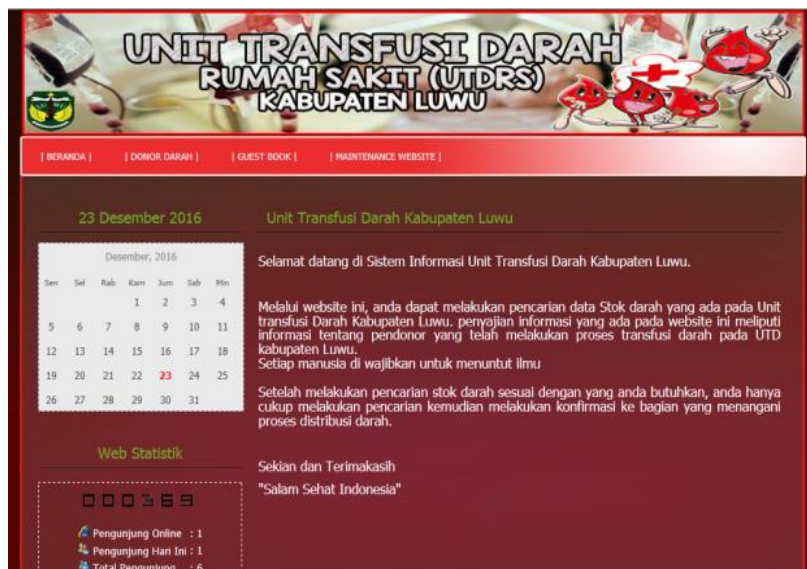 UNIT TRANSFUSI DARAH
RUMAH SAKIT (UTDRS)
KABUPATEN LUWU
| BERANDA | | DONOR DARAH | | GUEST BOOK | | MAINTENANCE WEBSITE |
23 Desember 2016
Desember, 2016
Sen Sel Rab Kam Jum Sab Min
1 2 3 4
5 6 7 8 9 10 11
12 13 14 15 16 17 18
19 20 21 22 23 24 25
26 27 28 29 30 31
Web Statistik
000369
Pengunjung Online : 1
Pengunjung Hari Ini : 1
Total Pengunjung : 6
Unit Transfusi Darah Kabupaten Luwu
Selamat datang di Sistem Informasi Unit Transfusi Darah Kabupaten Luwu.
Melalui website ini, anda dapat melakukan pencarian data Stok darah yang ada pada Unit
transfusi Darah Kabupaten Luwu. penyajian informasi yang ada pada website ini meliputi
informasi tentang pendonor yang telah melakukan proses transfusi darah pada UTD
kabupaten Luwu.
Setiap manusia di wajibkan untuk menuntut ilmu
Setelah melakukan pencarian stok darah sesuai dengan yang anda butuhkan, anda hanya
cukup melakukan pencarian kemudian melakukan konfirmasi ke bagian yang menangani
proses distribusi darah.
Sekian dan Terimakasih
"Salam Sehat Indonesia"